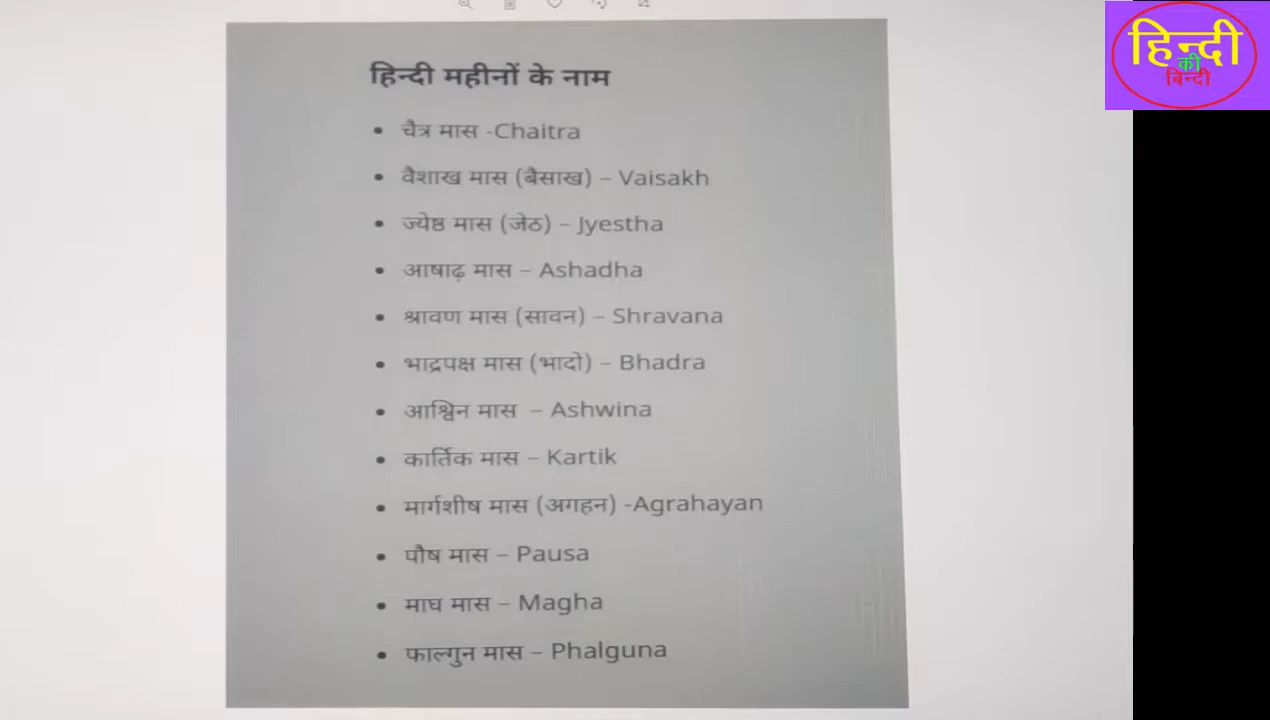 हिन्दी
की
बिन्दी
हिन्दी महीनों के नाम
• चैत्र मास -Chaitra
• वैशाख मास (बैसाख) – Vaisakh
• ज्येष्ठ मास (जेठ) – Jyestha
• आषाढ़ मास – Ashadha
• श्रावण मास (सावन) – Shravana
• भाद्रपक्ष मास (भादो) – Bhadra
• आश्विन मास – Ashwina
• कार्तिक मास – Kartik
• मार्गशीष मास (अगहन) -Agrahayan
• पौष मास – Pausa
• माघ मास – Magha
• फाल्गुन मास – Phalguna